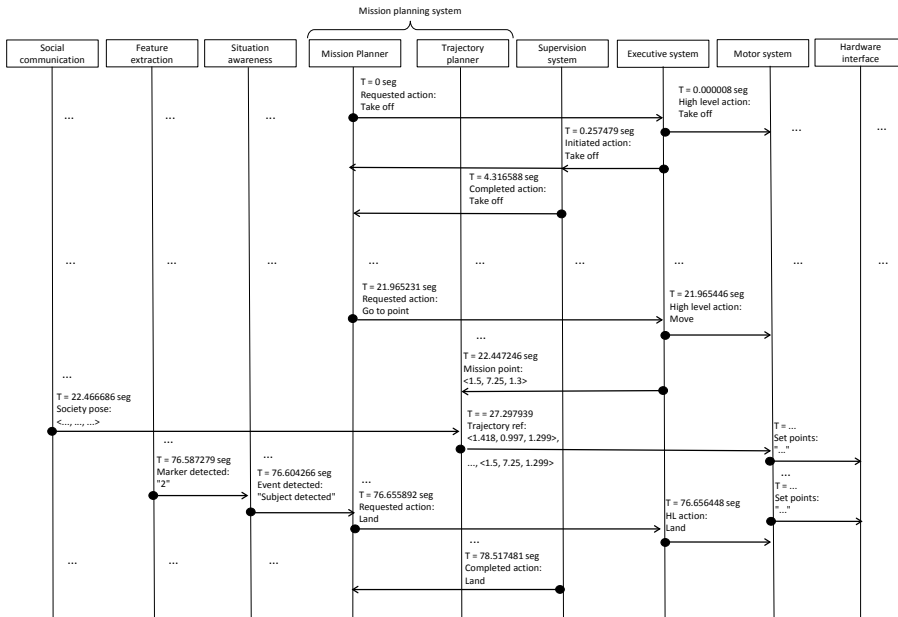 Mission planning system
Social
communication
Feature
extraction
Situation
awareness
Mission Planner
Trajectory
planner
Supervision
system
Executive system
Motor system
Hardware
interface
T = 0 seg
Requested action:
Take off
T = 0.000008 seg
High level action:
Take off
...
...
...
...
...
T = 0.257479 seg
Initiated action:
Take off
T = 4.316588 seg
Completed action:
Take off
...
...
...
...
...
...
...
...
...
T = 21.965231 seg
Requested action:
Go to point
T = 21.965446 seg
High level action:
Move
...
T = 22.447246 seg
Mission point:
<1.5, 7.25, 1.3>
...
T = 22.466686 seg
Society pose:
<..., ..., ...>
T = = 27.297939
Trajectory ref:
<1.418, 0.997, 1.299>,
..., <1.5, 7.25, 1.299>
T = ...
Set points:
"..."
...
T = 76.587279 seg
Marker detected:
"2"
...
T = 76.604266 seg
Event detected:
"Subject detected"
...
T = 76.655892 seg
Requested action:
Land
T = 76.656448 seg
HL action:
Land
...
T = ...
Set points:
"..."
...
T = 78.517481 seg
Completed action:
Land
...
...
...
...
...
...